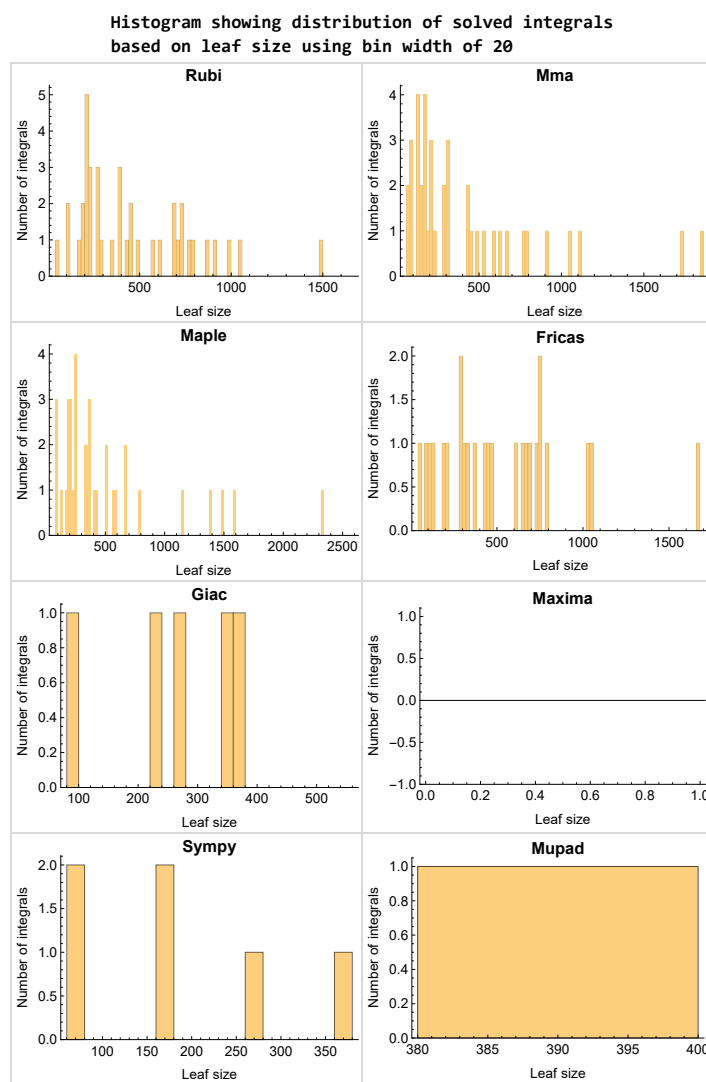 Histogram showing distribution of solved integrals
based on leaf size using bin width of 20
Rubi
Number of integrals
5
4
3
2
1
0
500 1000 1500
Leaf size
Mma
Number of integrals
4
3
2
1
0
500 1000 1500
Leaf size
Maple
Number of integrals
4
3
2
1
0
500 1000 1500 2000 2500
Leaf size
Fricas
Number of integrals
2.0
1.5
1.0
0.5
0.0
500 1000 1500
Leaf size
Giac
Number of integrals
1.0
0.8
0.6
0.4
0.2
0.0
100 200 300 400 500
Leaf size
Maxima
Number of integrals
1.0
0.5
0.0
−0.5
−1.0
0.0 0.2 0.4 0.6 0.8 1.0
Leaf size
Sympy
Number of integrals
2.0
1.5
1.0
0.5
0.0
100 150 200 250 300 350
Leaf size
Mupad
Number of integrals
1.0
0.8
0.6
0.4
0.2
0.0
380 385 390 395 400
Leaf size